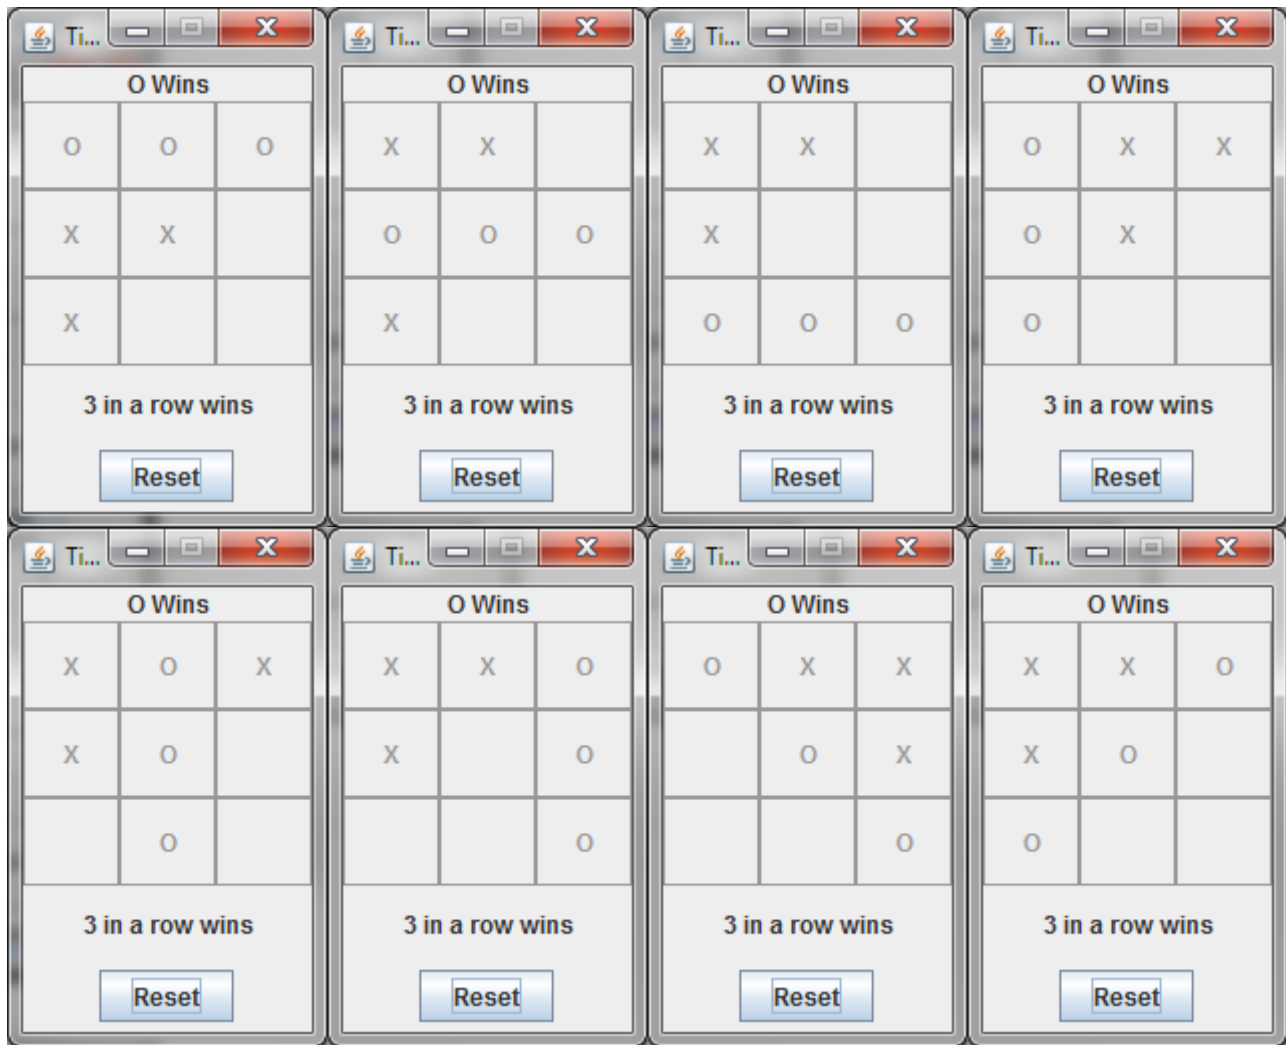 Ti...
O Wins
O O O
X X
X
3 in a row wins
Reset
Ti...
O Wins
X X
O O O
X
3 in a row wins
Reset
Ti...
O Wins
X X
X
O O O
3 in a row wins
Reset
Ti...
O Wins
O X X
O X
O
3 in a row wins
Reset
Ti...
O Wins
X O X
X O
O
3 in a row wins
Reset
Ti...
O Wins
X X O
X O
O
3 in a row wins
Reset
Ti...
O Wins
O X X
O X
O
3 in a row wins
Reset
Ti...
O Wins
X X O
X O
O
3 in a row wins
Reset